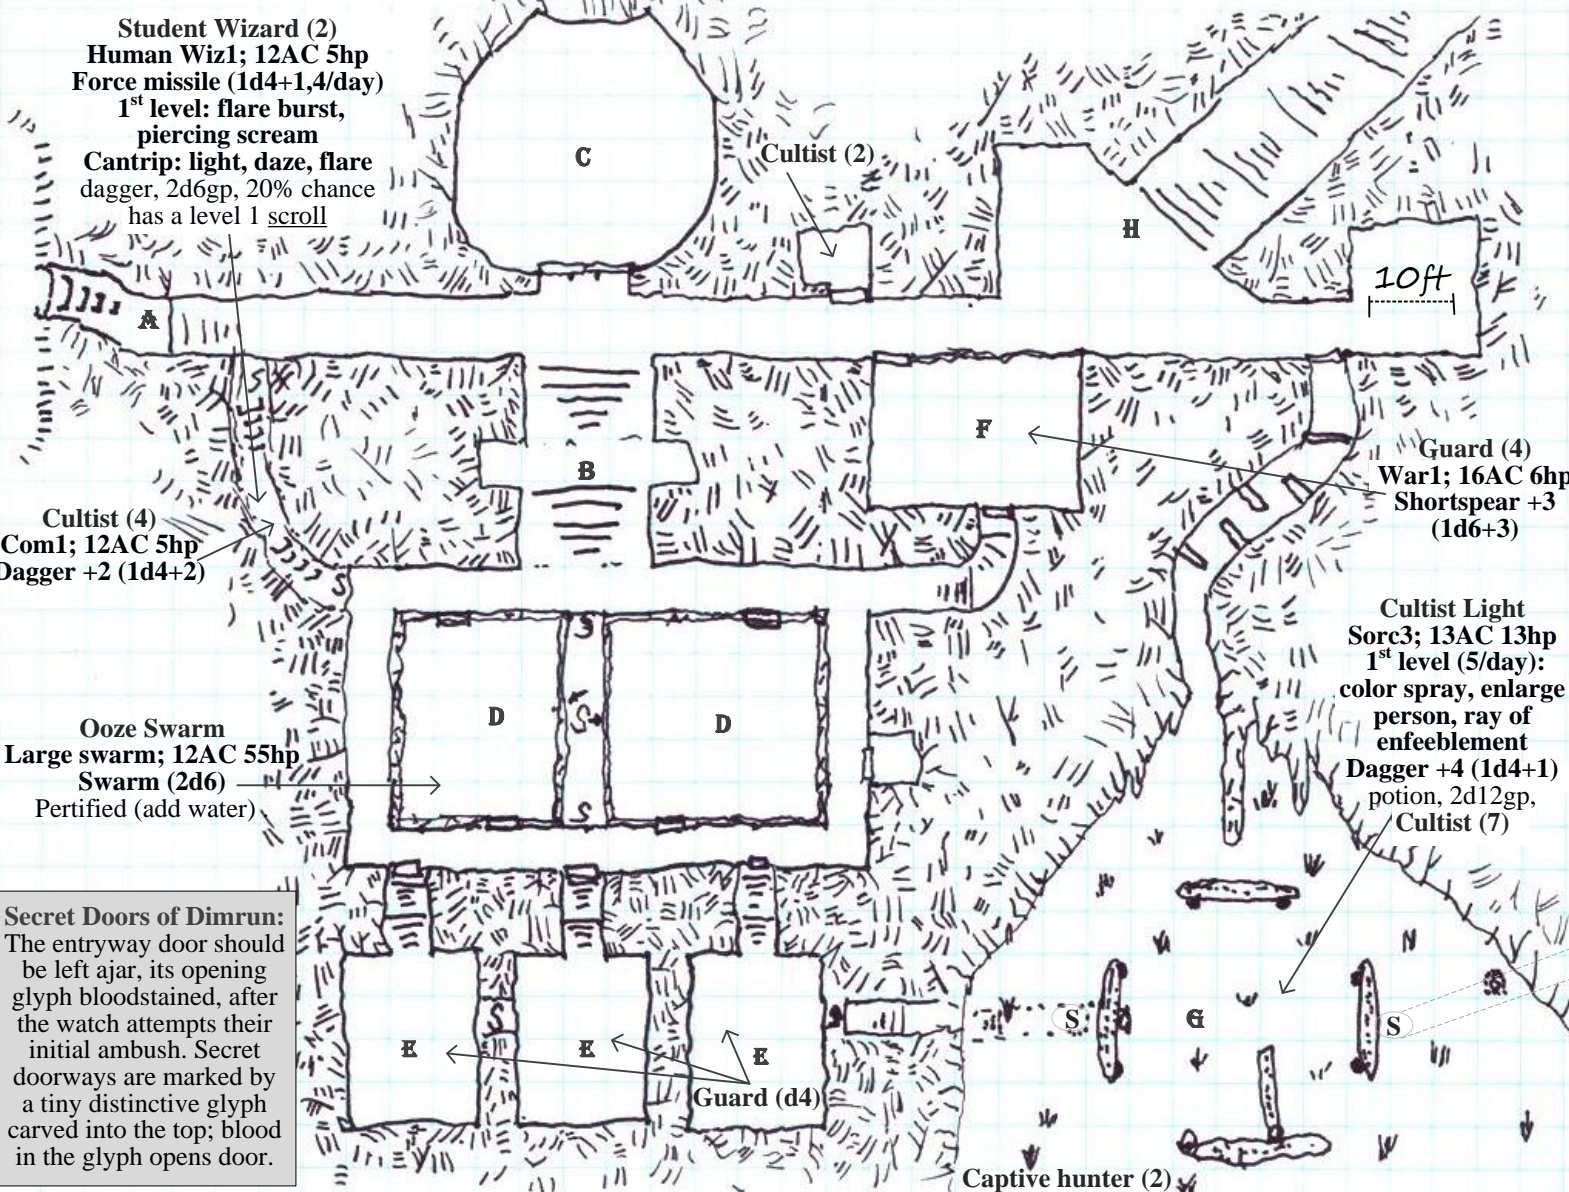 Student Wizard (2)
Human Wiz1; 12AC 5hp
Force missile (1d4+1,4/day)
1st level: flare burst,
piercing scream
Cantrip: light, daze, flare
dagger, 2d6gp, 20% chance
has a level 1 scroll
C
Cultist (2)
H
10ft
A
S
B
F
Guard (4)
War1; 16AC 6hp
Shortspear +3
(1d6+3)
Cultist (4)
Com1; 12AC 5hp
Dagger +2 (1d4+2)
S
S
S
S
D
D
Cultist Light
Sorc3; 13AC 13hp
1st level (5/day):
color spray, enlarge
person, ray of
enfeeblement
Dagger +4 (1d4+1)
potion, 2d12gp,
Cultist (7)
Ooze Swarm
Large swarm; 12AC 55hp
Swarm (2d6)
Pertified (add water)
Secret Doors of Dimrun:
The entryway door should
be left ajar, its opening
glyph bloodstained, after
the watch attempts their
initial ambush. Secret
doorways are marked by
a tiny distinctive glyph
carved into the top; blood
in the glyph opens door.
E
S
E
E
Guard (d4)
S
G
S
Captive hunter (2)